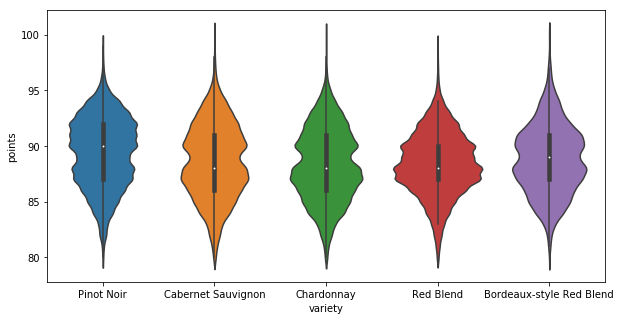 100
95
90
85
80
points
Pinot Noir
Cabernet Sauvignon
Chardonnay
Red Blend
Bordeaux-style Red Blend
variety